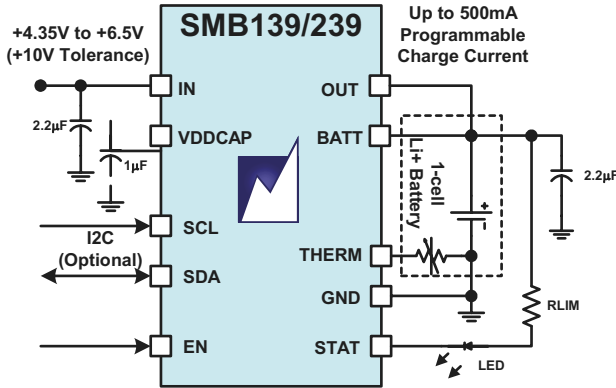 SMB139/239
+4.35V to +6.5V
(+10V Tolerance)
Up to 500mA
Programmable
Charge Current
IN
OUT
2.2µF
VDDCAP
BATT
1µF
1-cell
Li+ Battery
+
-
2.2µF
SCL
I2C
(Optional)
SDA
THERM
GND
RLIM
EN
STAT
LED